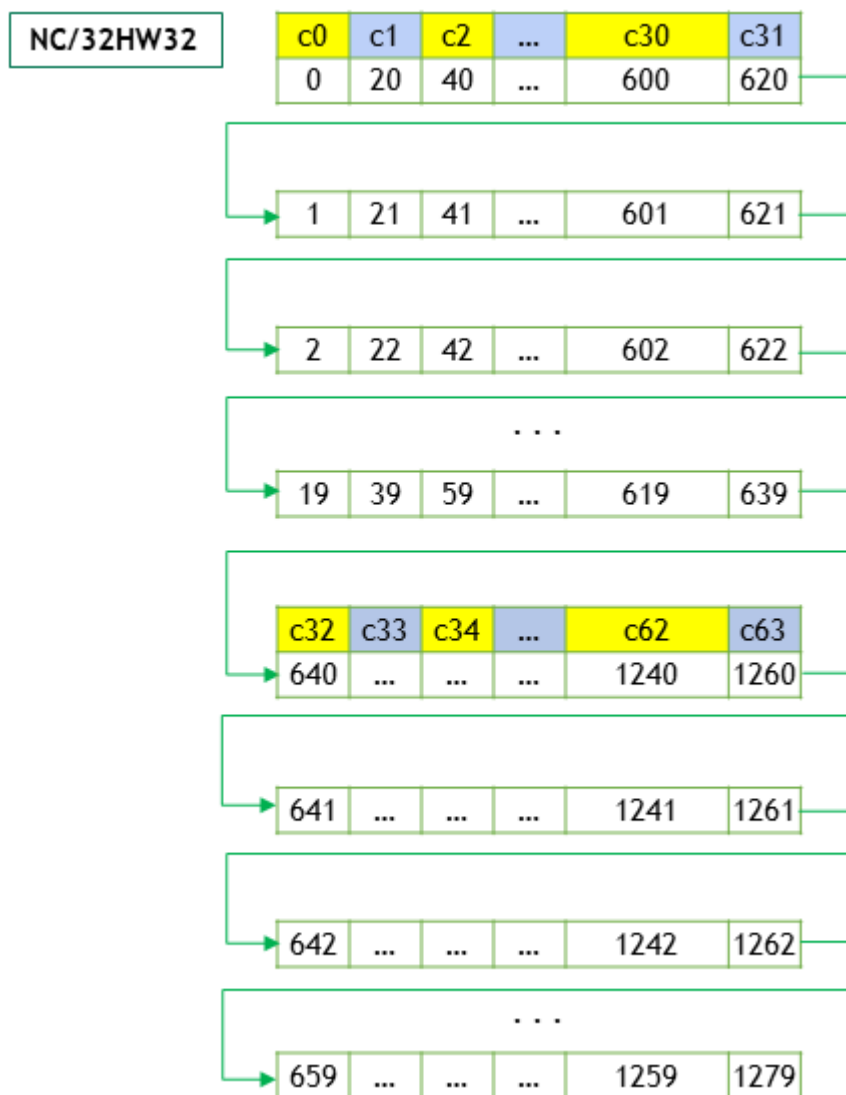 NC/32HW32
c0 c1 c2 ... c30 c31
0 20 40 ... 600 620
1 21 41 ... 601 621
2 22 42 ... 602 622
. . .
19 39 59 ... 619 639
c32 c33 c34 ... c62 c63
640 ... ... ... 1240 1260
641 ... ... ... 1241 1261
642 ... ... ... 1242 1262
. . .
659 ... ... ... 1259 1279